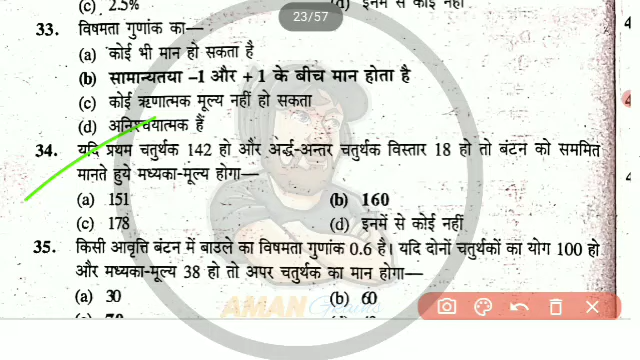 (c) 2.5%
23/57
33. विषमता गुणांक का—
(a) कोई भी मान हो सकता है
(b) सामान्यतया –1 और + 1 के बीच मान होता है
(c) कोई ऋणात्मक मूल्य नहीं हो सकता
(d) अनिश्चयात्मक हैं
34. यदि प्रथम चतुर्थक 142 हो और अर्द्ध-अन्तर चतुर्थक विस्तार 18 हो तो बंटन को सममित
मानते हुये मध्यका-मूल्य होगा—
(a) 151 (b) 160
(c) 178 (d) इनमें से कोई नहीं
35. किसी आवृत्ति बंटन में बाउले का विषमता गुणांक 0.6 है। यदि दोनों चतुर्थकों का योग 100 हो
और मध्यका-मूल्य 38 हो तो अपर चतुर्थक का मान होगा—
(a) 30 (b) 60
AMAN